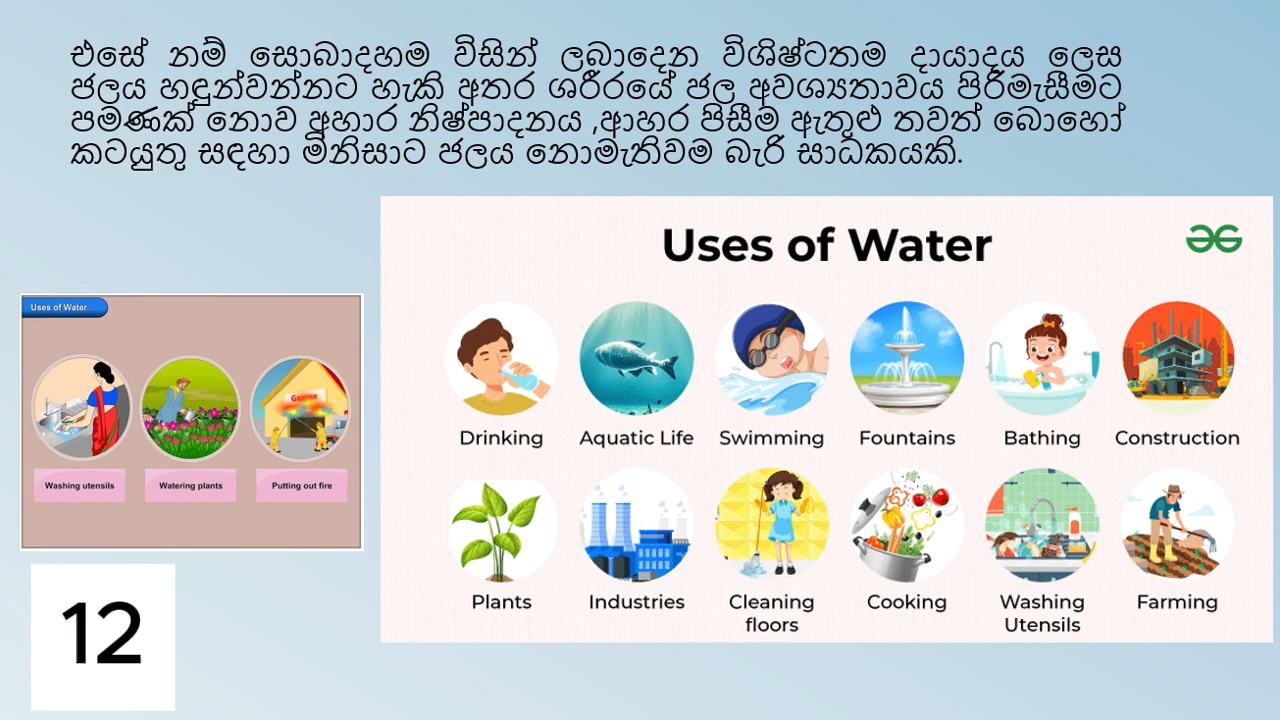 එසේ නම් සොබාදහම විසින් ලබාදෙන විශිෂ්ටතම දායාදය ලෙස
ජලය හඳුන්වන්නට හැකි අතර ශරීරයේ ජල අවශ්‍යතාවය පිරිමැසීමට
පමණක් නොව අහාර නිෂ්පාදනය ,ආහර පිසීම ඇතුළු තවත් බොහෝ
කටයුතු සඳහා මිනිසාට ජලය නොමැතිවම බැරි සාධකයකි.
Uses of Water
Drinking Aquatic Life Swimming Fountains Bathing Construction
Plants Industries Cleaning floors Cooking Washing Utensils Farming
Uses of Water
Gamne
Washing utensils Watering plants Putting out fire
12